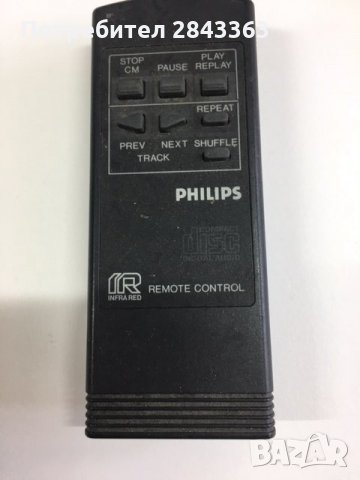 Потребител 2843365
STOP PLAY
CM PAUSE REPLAY
REPEAT
PREV NEXT SHUFFLE
TRACK
PHILIPS
COMPACT
disc
DIGITAL AUDIO
IR
INFRA RED REMOTE CONTROL
BAZAR